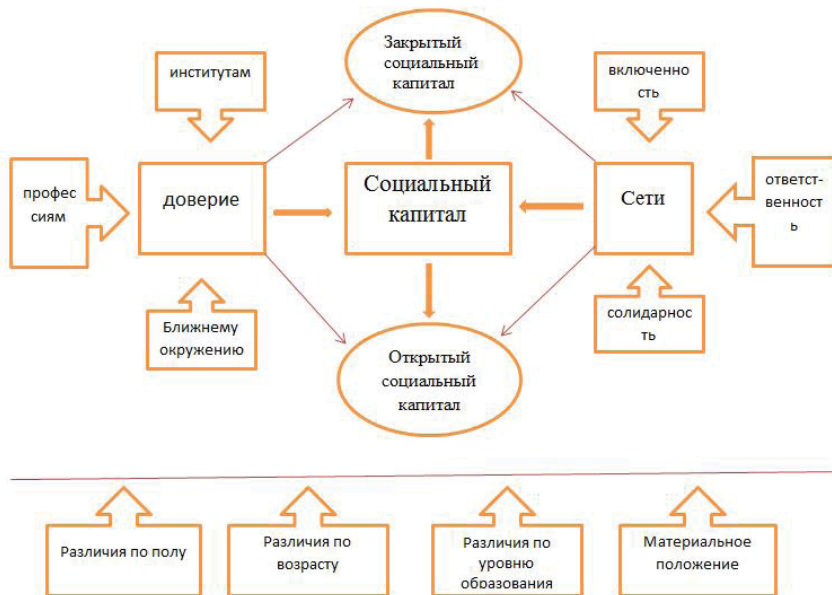 Закрытый
социальный
капитал
институтам
включенно
сть
профес
сиям
доверие
Социальный
капитал
Сети
ответст-
венност
ь
Ближнему
окружению
солидарнос
ть
Открытый
социальный
капитал
Различия по полу
Различия по
возрасту
Различия по
уровню
образования
Материальное
положение